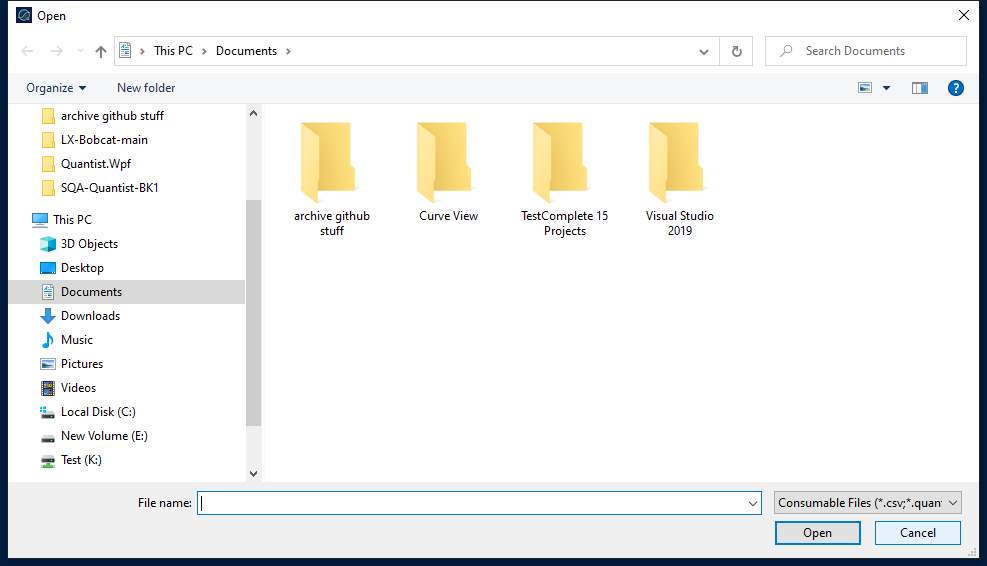 Open
This PC > Documents >
Search Documents
Organize
New folder
?
archive github stuff
LX-Bobcat-main
Quantist.Wpf
SQA-Quantist-BK1
This PC
3D Objects
Desktop
Documents
Downloads
Music
Pictures
Videos
Local Disk (C:)
New Volume (E:)
Test (K:)
archive github
stuff
Curve View
TestComplete 15
Projects
Visual Studio
2019
File name:
Consumable Files (*.csv;*.quan
Open
Cancel